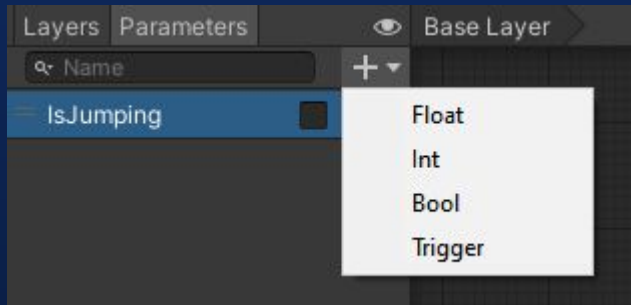 Layers Parameters Base Layer
Name
IsJumping
Float
Int
Bool
Trigger